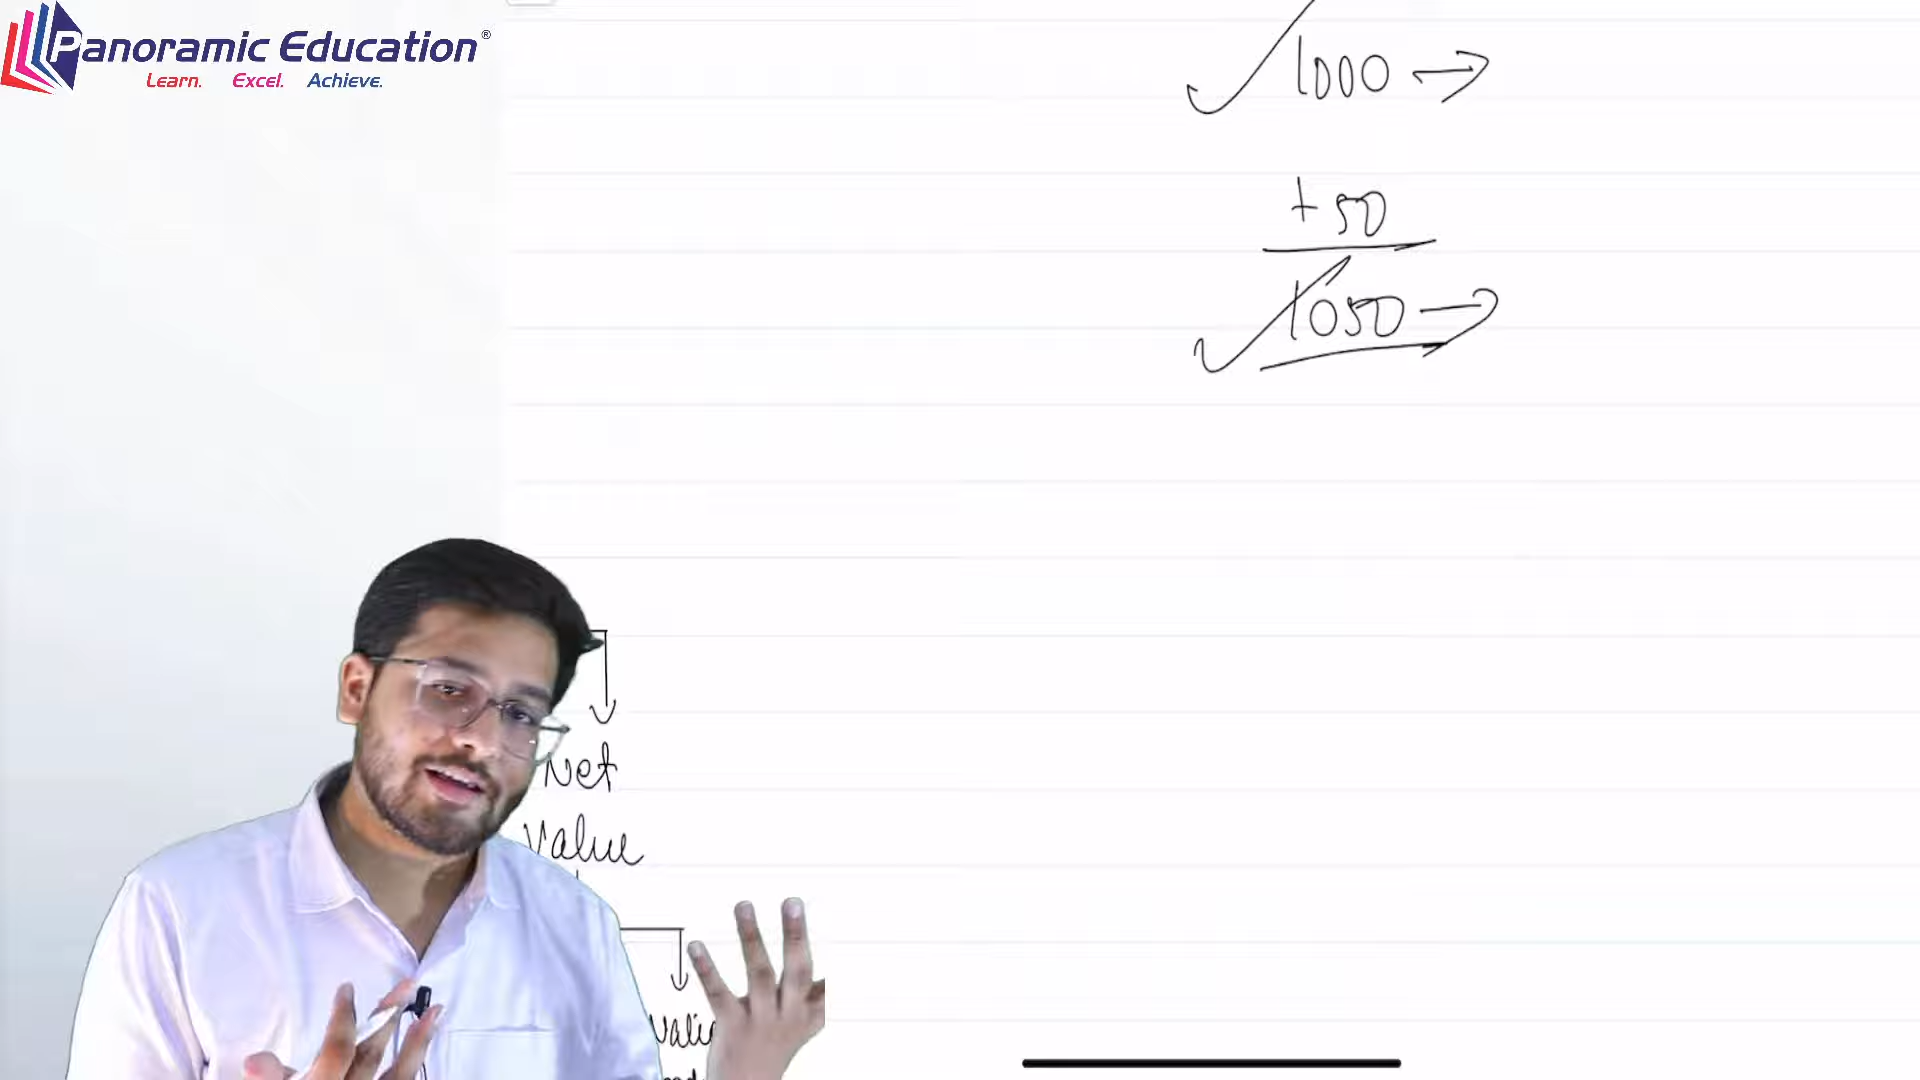 Panoramic Education®
Learn. Excel. Achieve.
1000 →
+50
1050 →
Net
Value